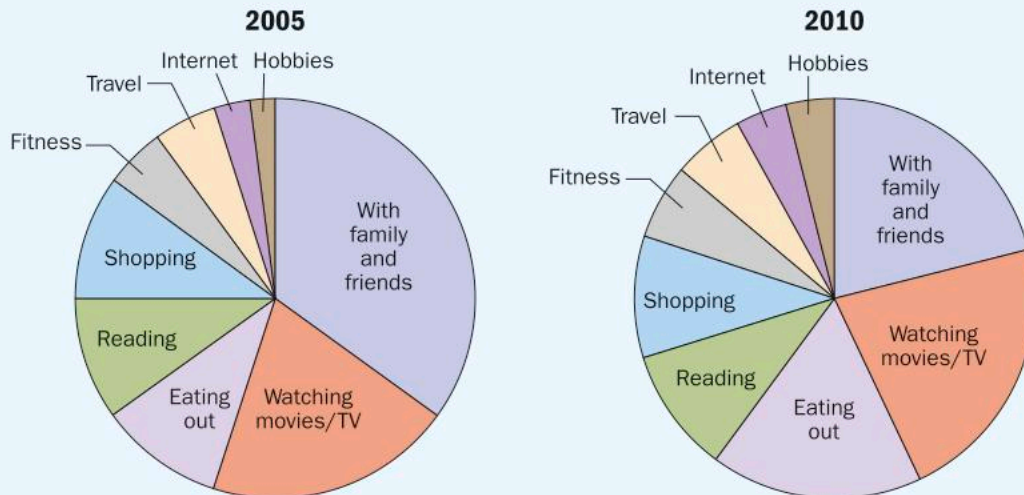 2005
Internet
Hobbies
Travel
Fitness
With
family
and
friends
Shopping
Reading
Eating
out
Watching
movies/TV
2010
Hobbies
Internet
Travel
Fitness
With
family
and
friends
Shopping
Watching
movies/TV
Reading
Eating
out